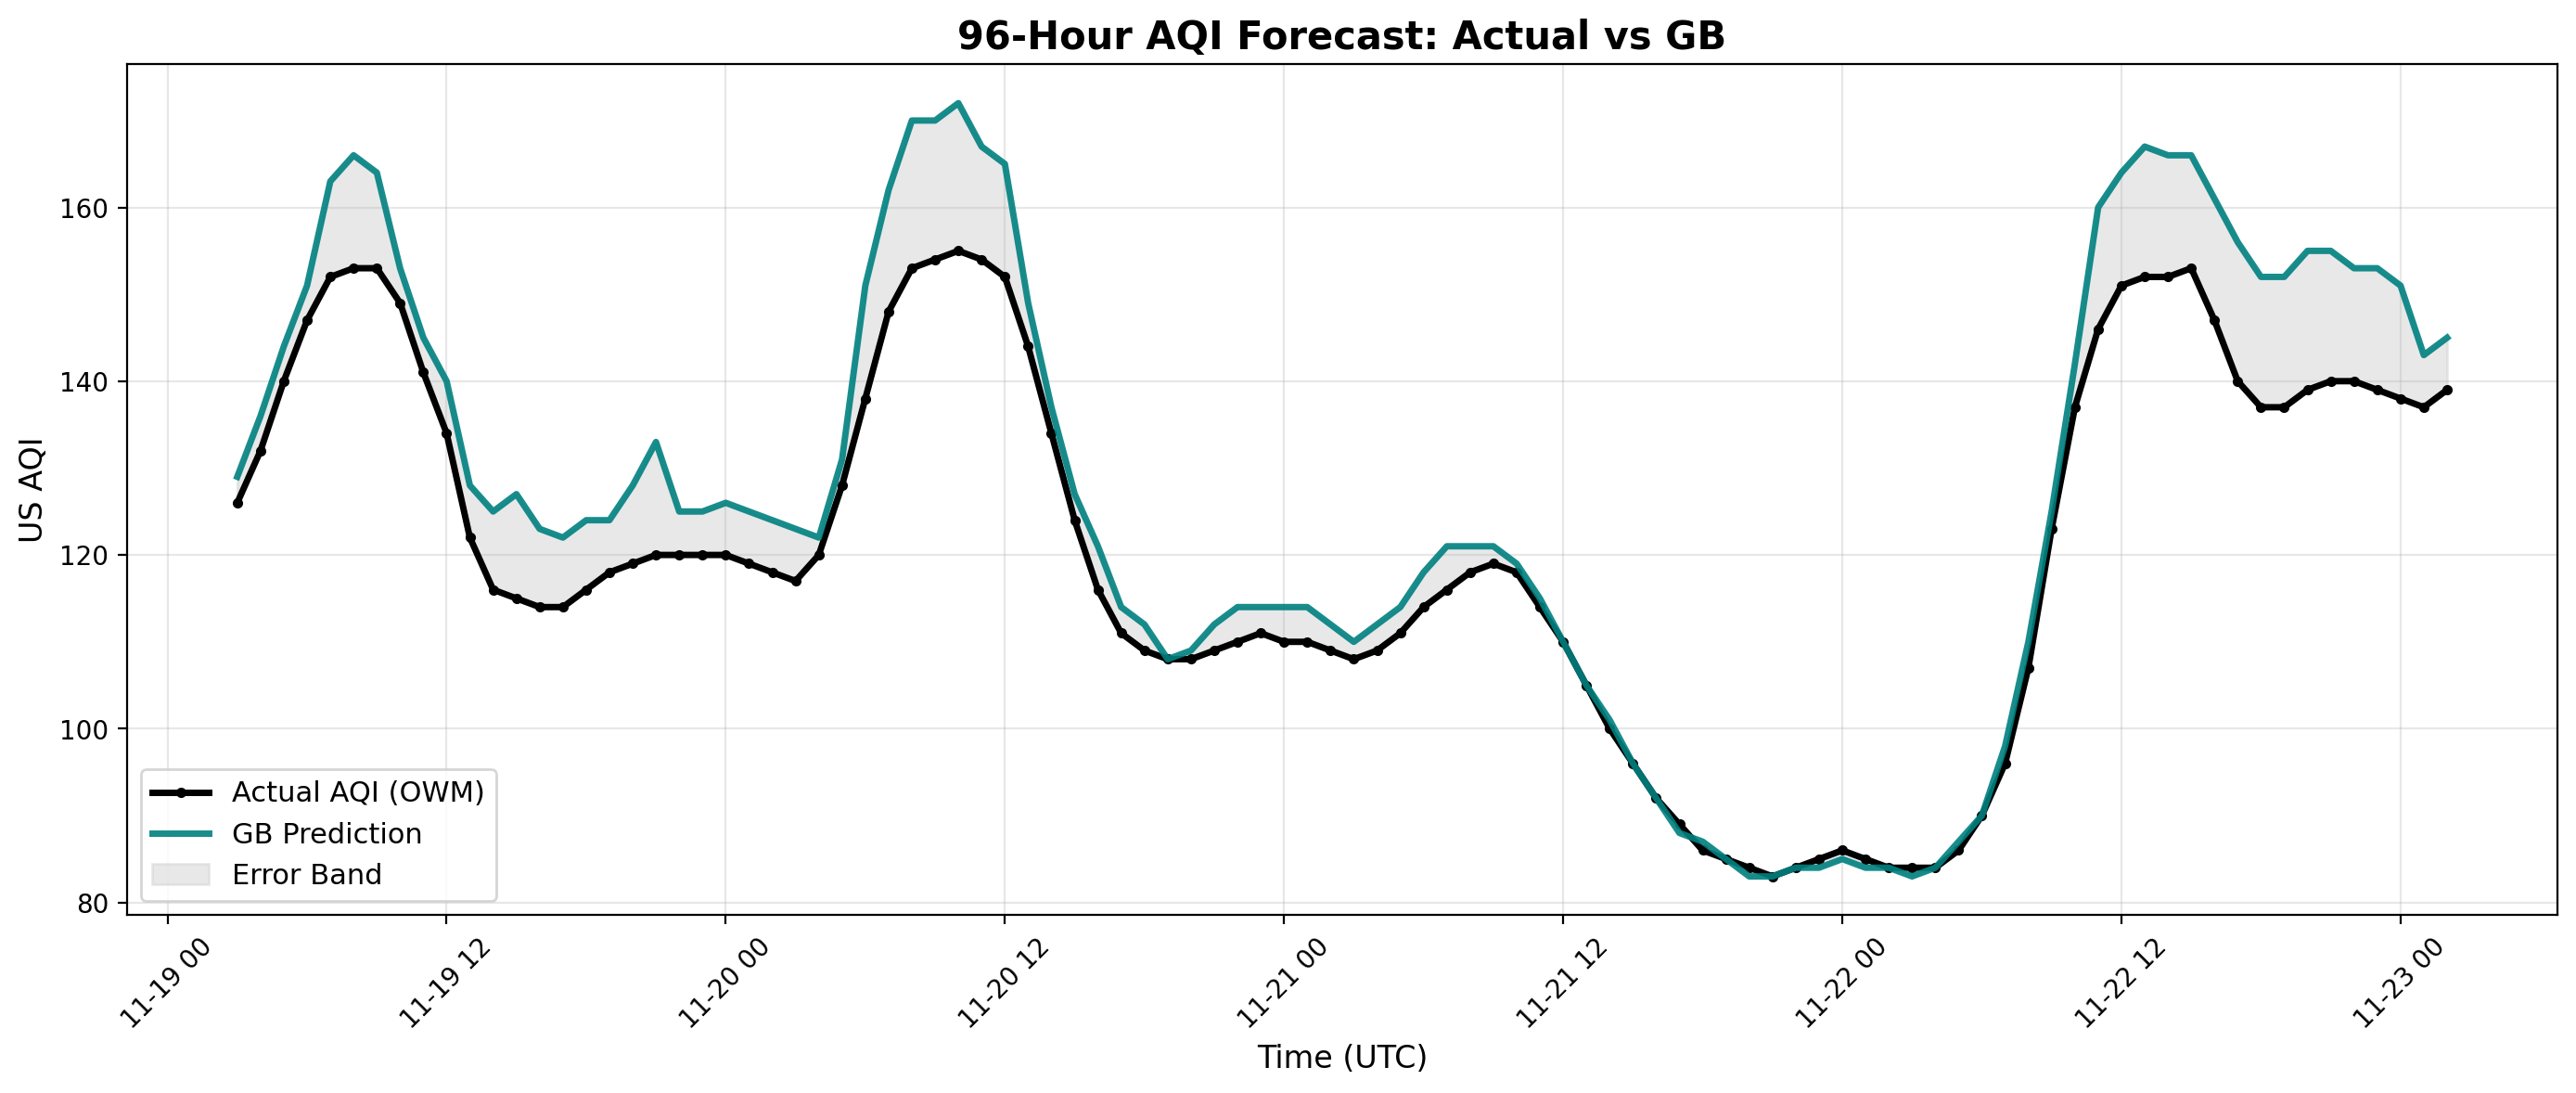 96-Hour AQI Forecast: Actual vs GB
US AQI
160
140
120
100
80
Actual AQI (OWM)
GB Prediction
Error Band
11-19 00
11-19 12
11-20 00
11-20 12
11-21 00
11-21 12
11-22 00
11-22 12
11-23 00
Time (UTC)